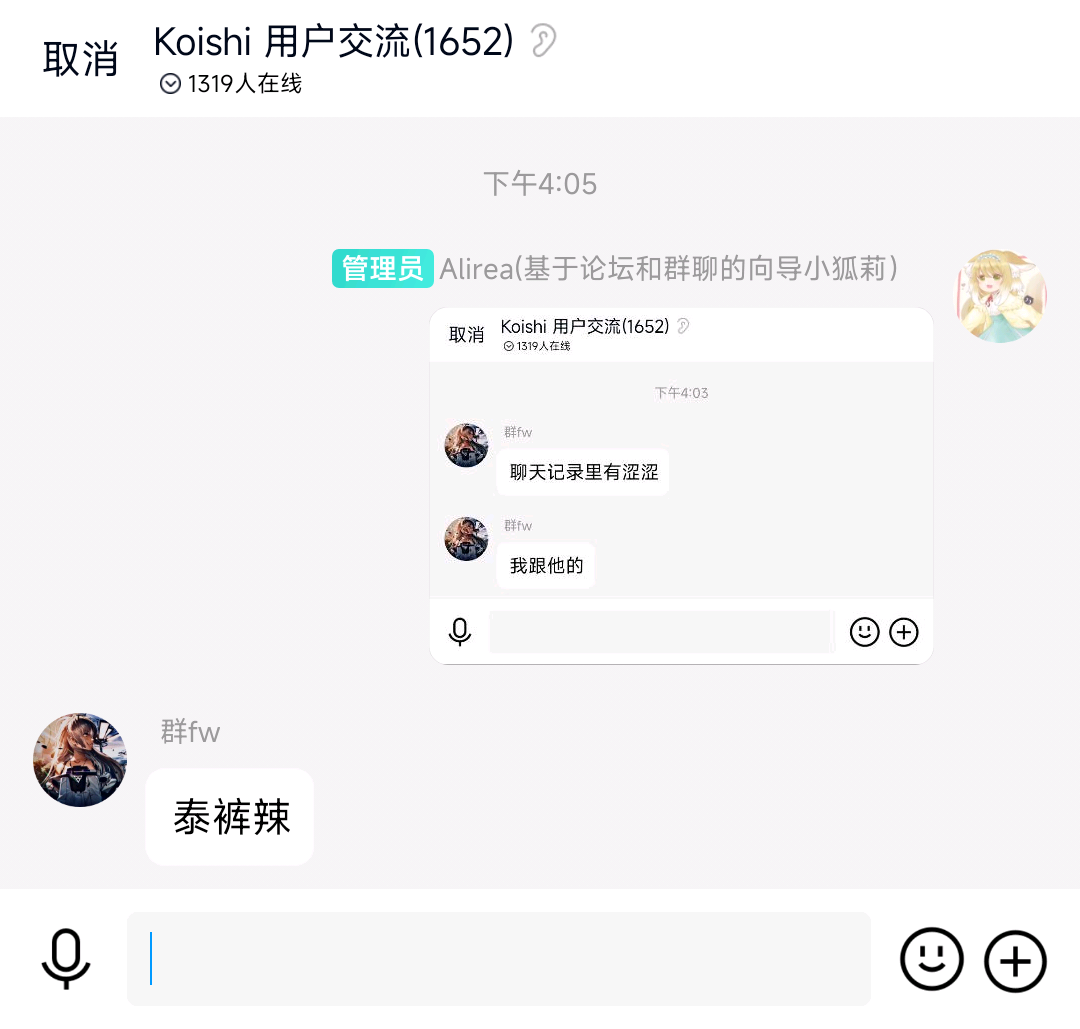 取消
Koishi 用户交流(1652)
1319人在线
下午4:05
管理员 Alirea(基于论坛和群聊的向导小狐莉)
取消
Koishi 用户交流(1652)
1319人在线
下午4:03
群fw
聊天记录里有涩涩
群fw
我跟他的
群fw
泰裤辣